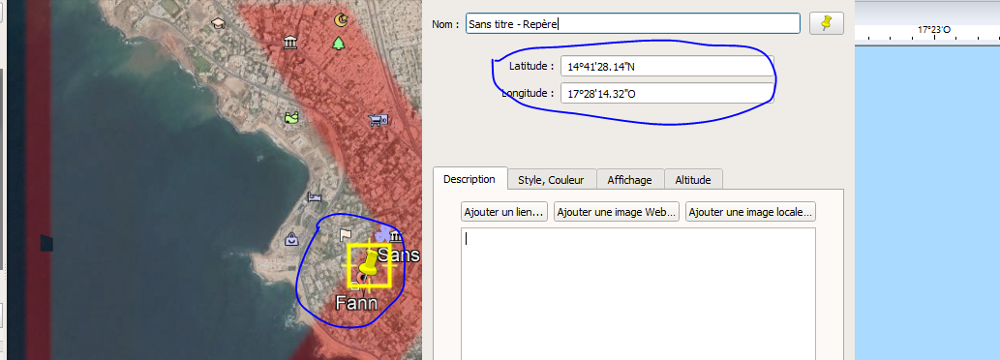 Nom :
Sans titre - Repère
17°23'O
Latitude :
14°41'28.14"N
Longitude :
17°28'14.32"O
Description
Style, Couleur
Affichage
Altitude
Ajouter un lien...
Ajouter une image Web...
Ajouter une image locale...
Sans
Fann